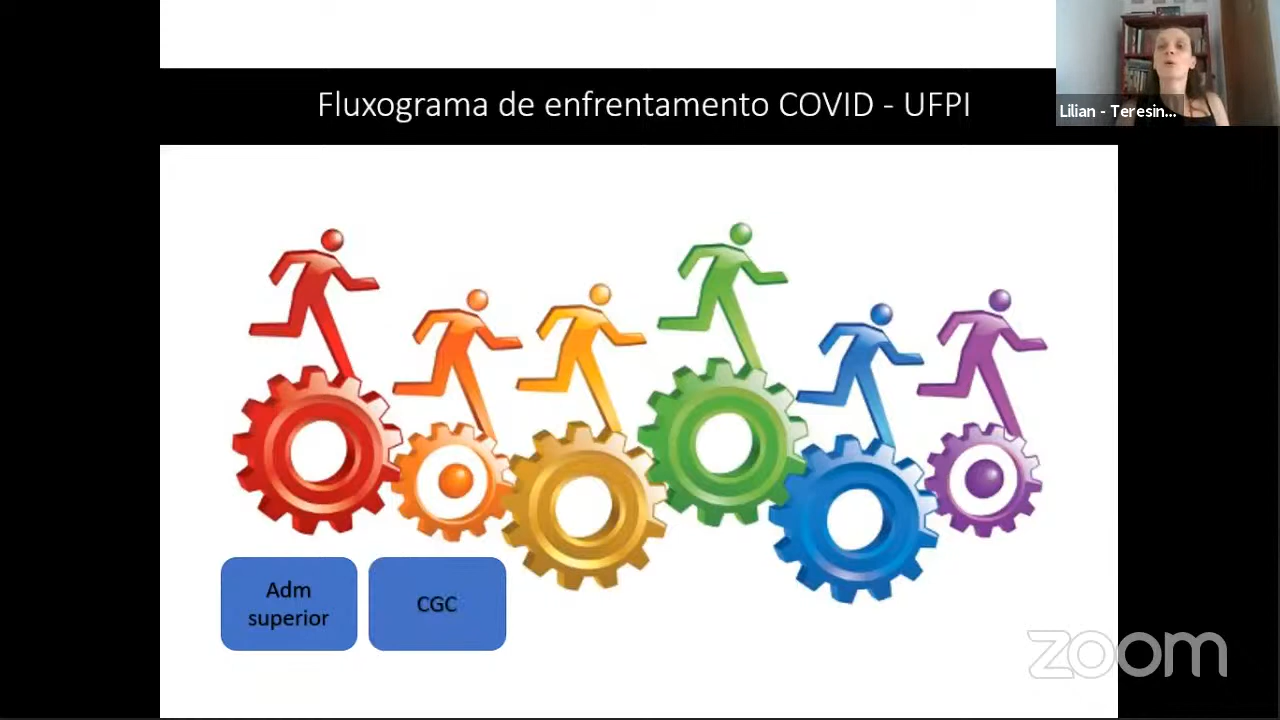 Fluxograma de enfrentamento COVID - UFPI
Lilian - Teresin...
Adm
superior
CGC
zoom